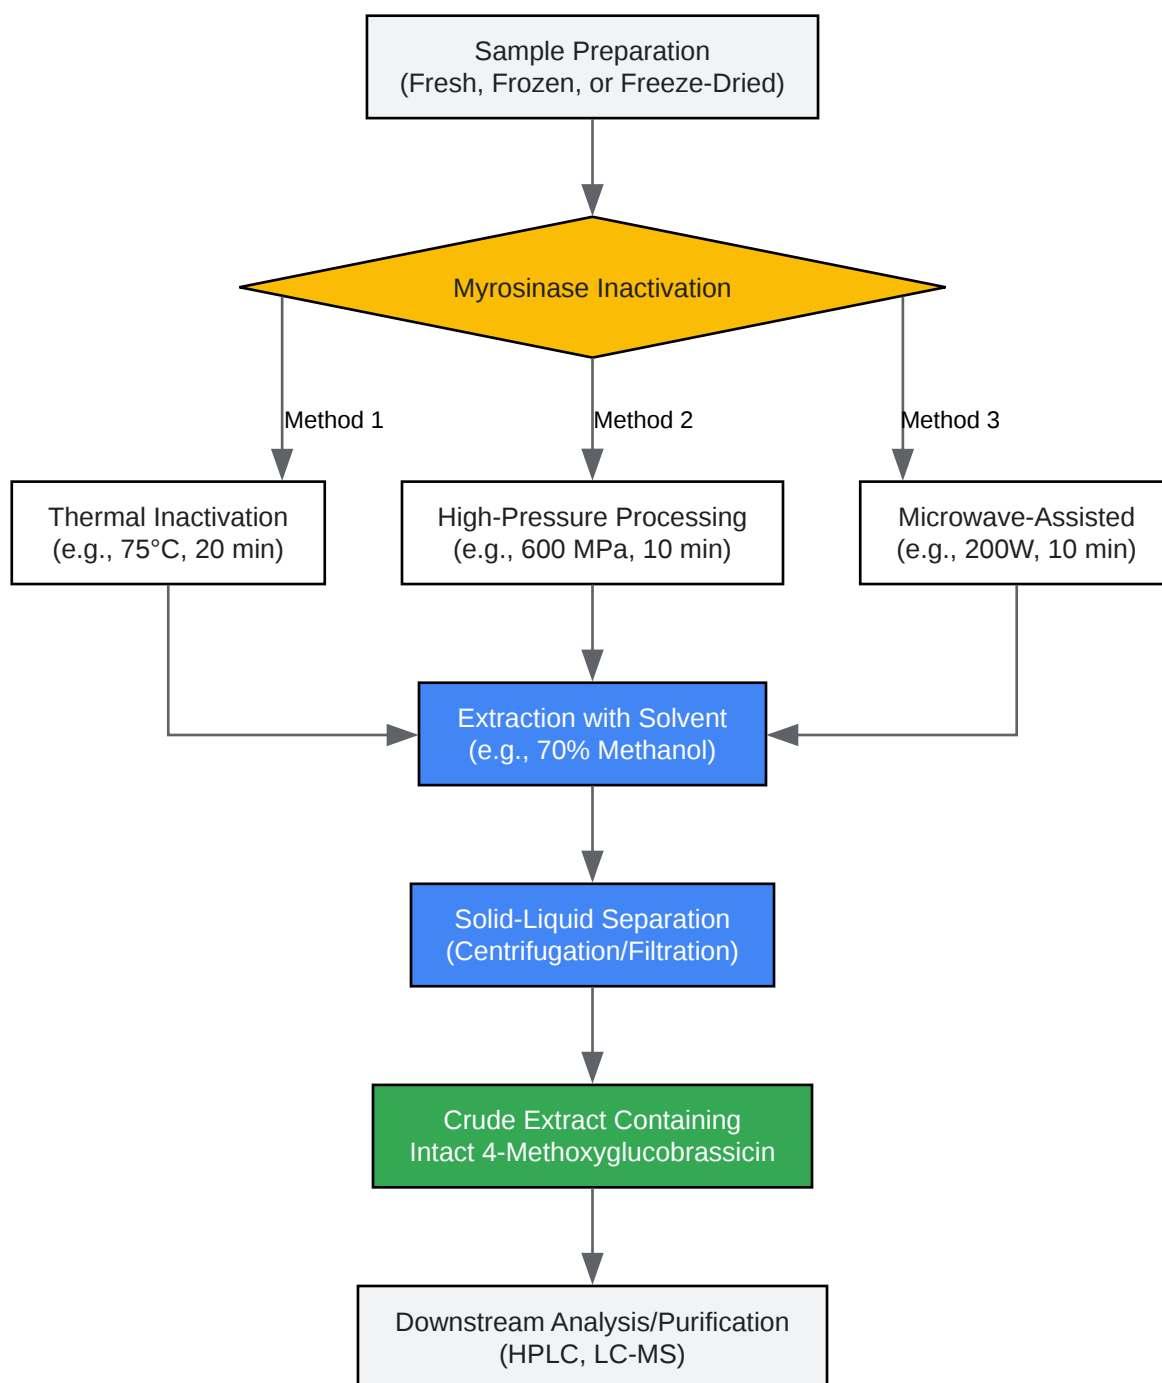 Sample Preparation
(Fresh, Frozen, or Freeze-Dried)
Myrosinase Inactivation
Method 1
Method 2
Method 3
Thermal Inactivation
(e.g., 75°C, 20 min)
High-Pressure Processing
(e.g., 600 MPa, 10 min)
Microwave-Assisted
(e.g., 200W, 10 min)
Extraction with Solvent
(e.g., 70% Methanol)
Solid-Liquid Separation
(Centrifugation/Filtration)
Crude Extract Containing
Intact 4-Methoxyglucobrassicin
Downstream Analysis/Purification
(HPLC, LC-MS)